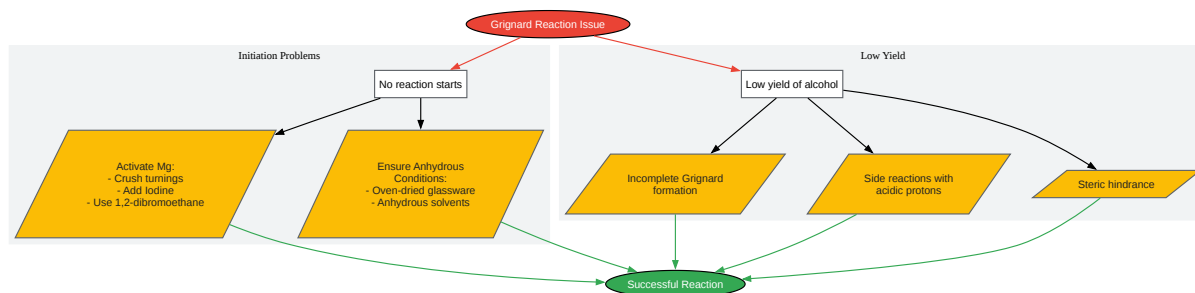 Grignard Reaction Issue
Initiation Problems
Low Yield
No reaction starts
Low yield of alcohol
Activate Mg:
- Crush turnings
- Add Iodine
- Use 1,2-dibromoethane
Ensure Anhydrous
Conditions:
- Oven-dried glassware
- Anhydrous solvents
Incomplete Grignard
formation
Side reactions with
acidic protons
Steric hindrance
Successful Reaction